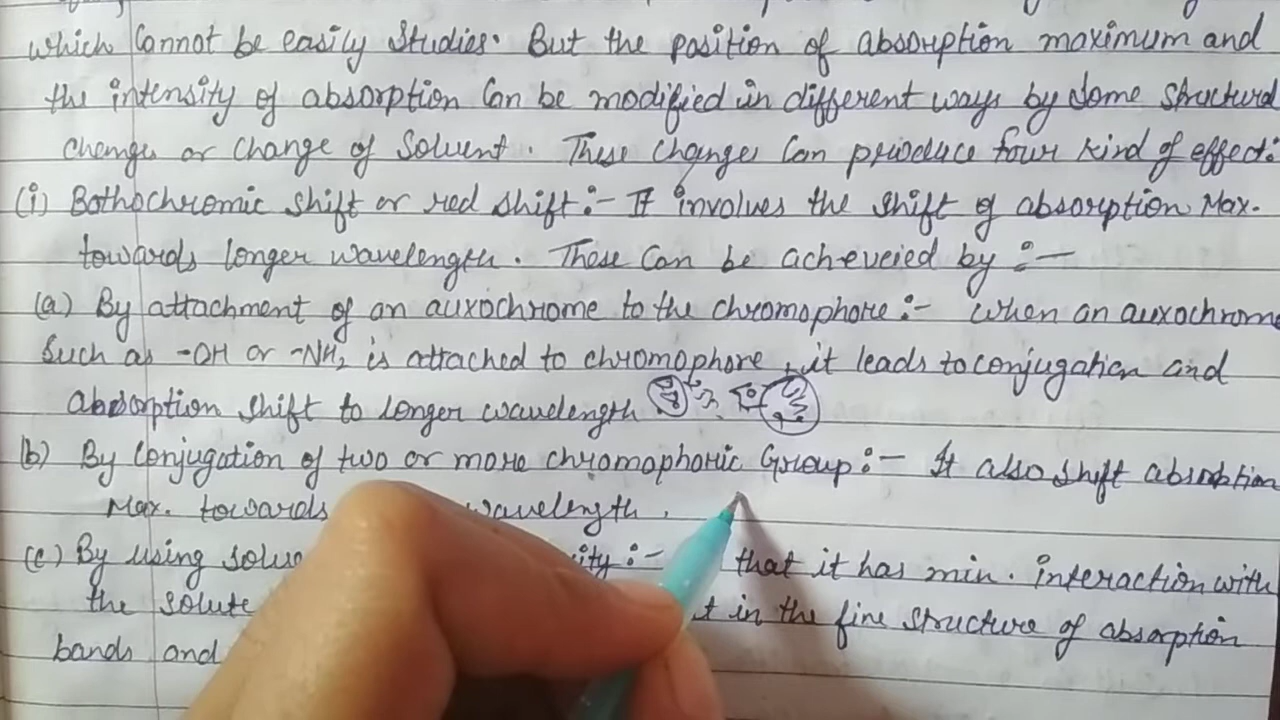 which Cannot be easily Studies. But the position of absorption maximum and
the intensity of absorption Can be modified in different ways by some structural
changes or change of Solvent. These changes Can produce four kind of effect:
(i) Bathochromic shift or red shift:- It involves the shift of absorption Max.
towards longer wavelength. These Can be acheveied by :-
(a) By attachment of an auxochrome to the chromophore:- When an auxochrome
Such as -OH or -NH₂ is attached to chromophore, it leads to conjugation and
absorption shift to longer wavelength.
(b) By Conjugation of two or more chromophoric Group:- It also shift absorption
Max. towards wavelength.
(c) By using :- that it has min. interaction with
the solute in the fine structure of absorption
bands and